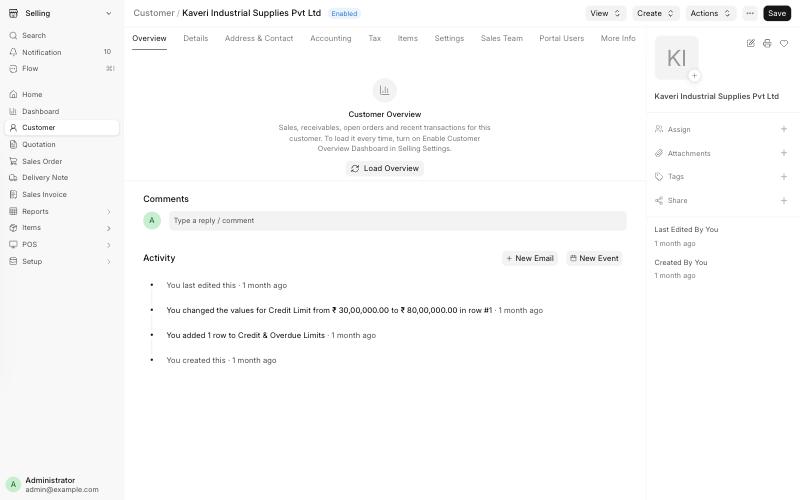 Selling
Search
Notification 10
Flow ⌘I
Home
Dashboard
Customer
Quotation
Sales Order
Delivery Note
Sales Invoice
Reports
Items
POS
Setup
A Administrator
admin@example.com
Customer / Kaveri Industrial Supplies Pvt Ltd Enabled
View Create Actions Save
Overview Details Address & Contact Accounting Tax Items Settings Sales Team Portal Users More Info
Customer Overview
Sales, receivables, open orders and recent transactions for this
customer. To load it every time, turn on Enable Customer
Overview Dashboard in Selling Settings.
Load Overview
Comments
A Type a reply / comment
Activity
New Email New Event
You last edited this · 1 month ago
You changed the values for Credit Limit from ₹ 30,00,000.00 to ₹ 80,00,000.00 in row #1 · 1 month ago
You added 1 row to Credit & Overdue Limits · 1 month ago
You created this · 1 month ago
KI
Kaveri Industrial Supplies Pvt Ltd
Assign
Attachments
Tags
Share
Last Edited By You
1 month ago
Created By You
1 month ago